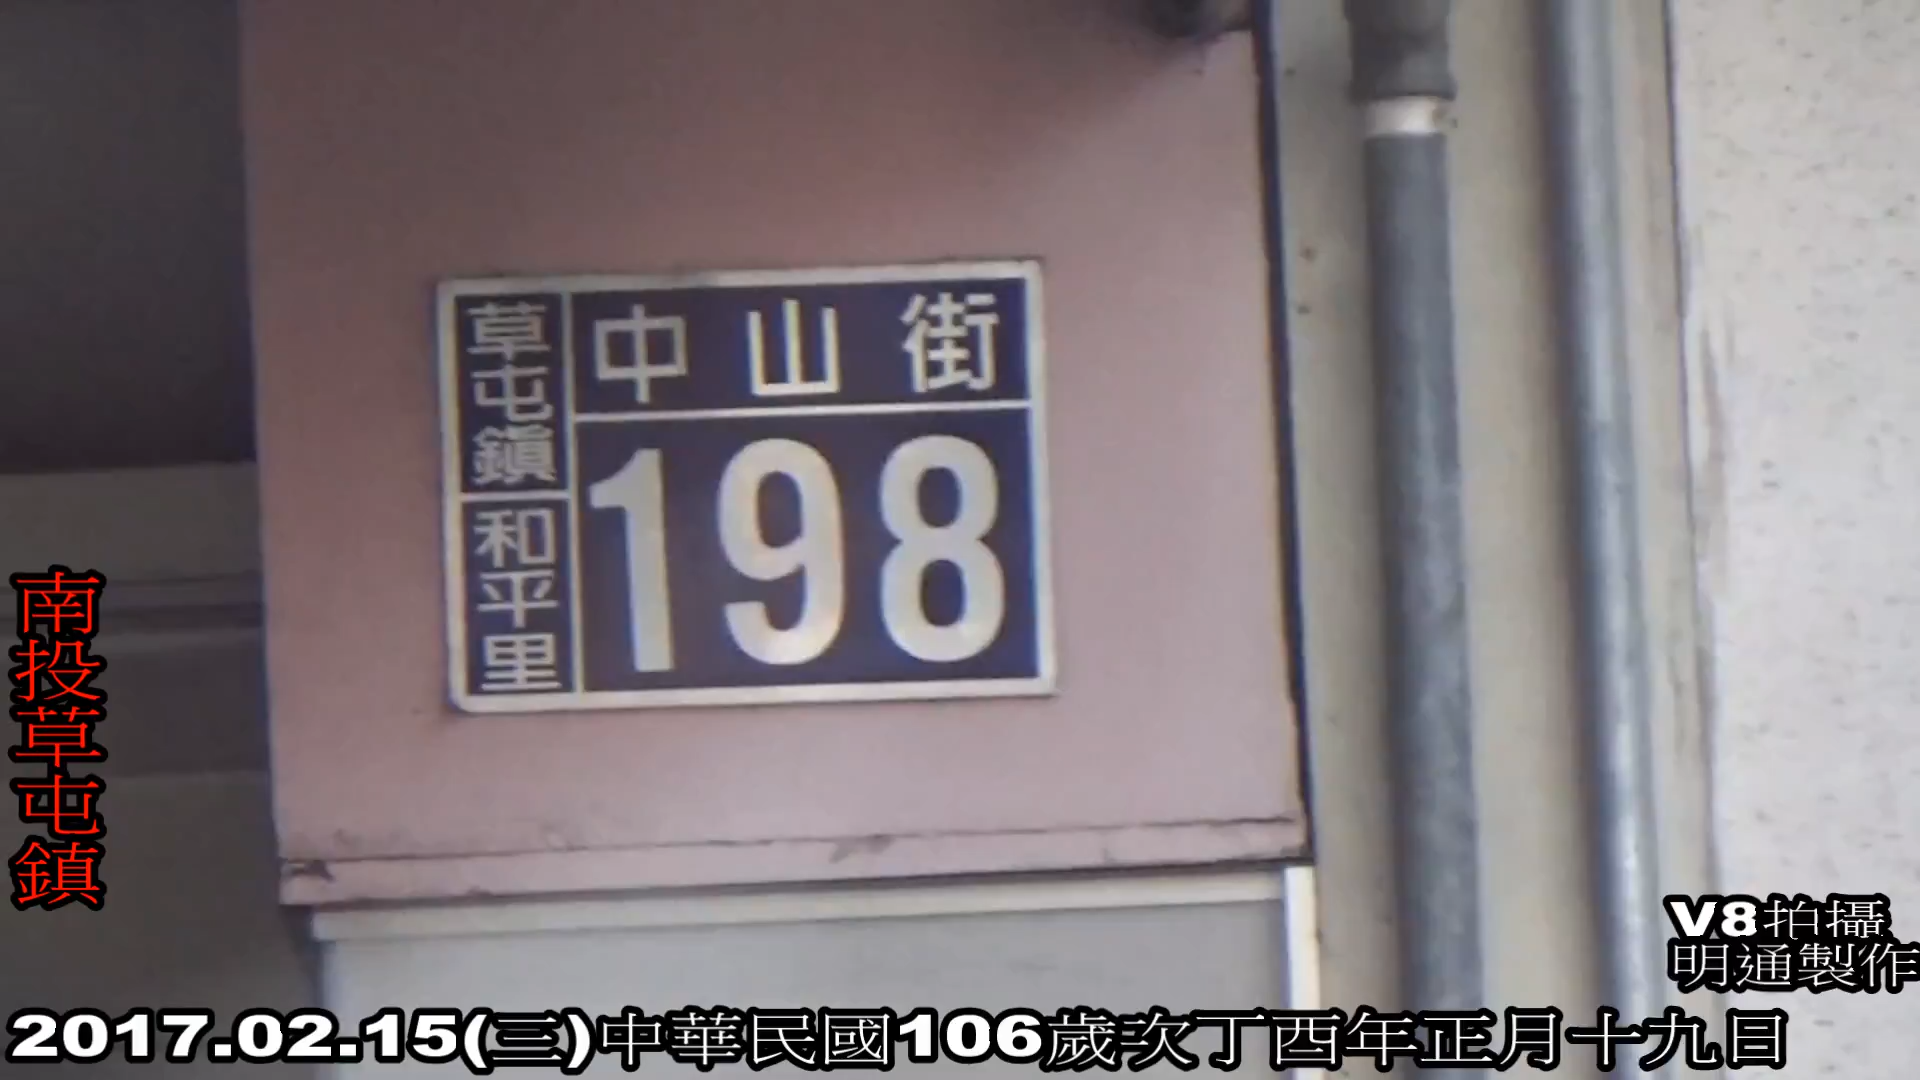 草屯鎮
和平里
中山街
198
南投草屯鎮
V8拍攝
明通製作
2017.02.15(三)中華民國106歲次丁酉年正月十九日